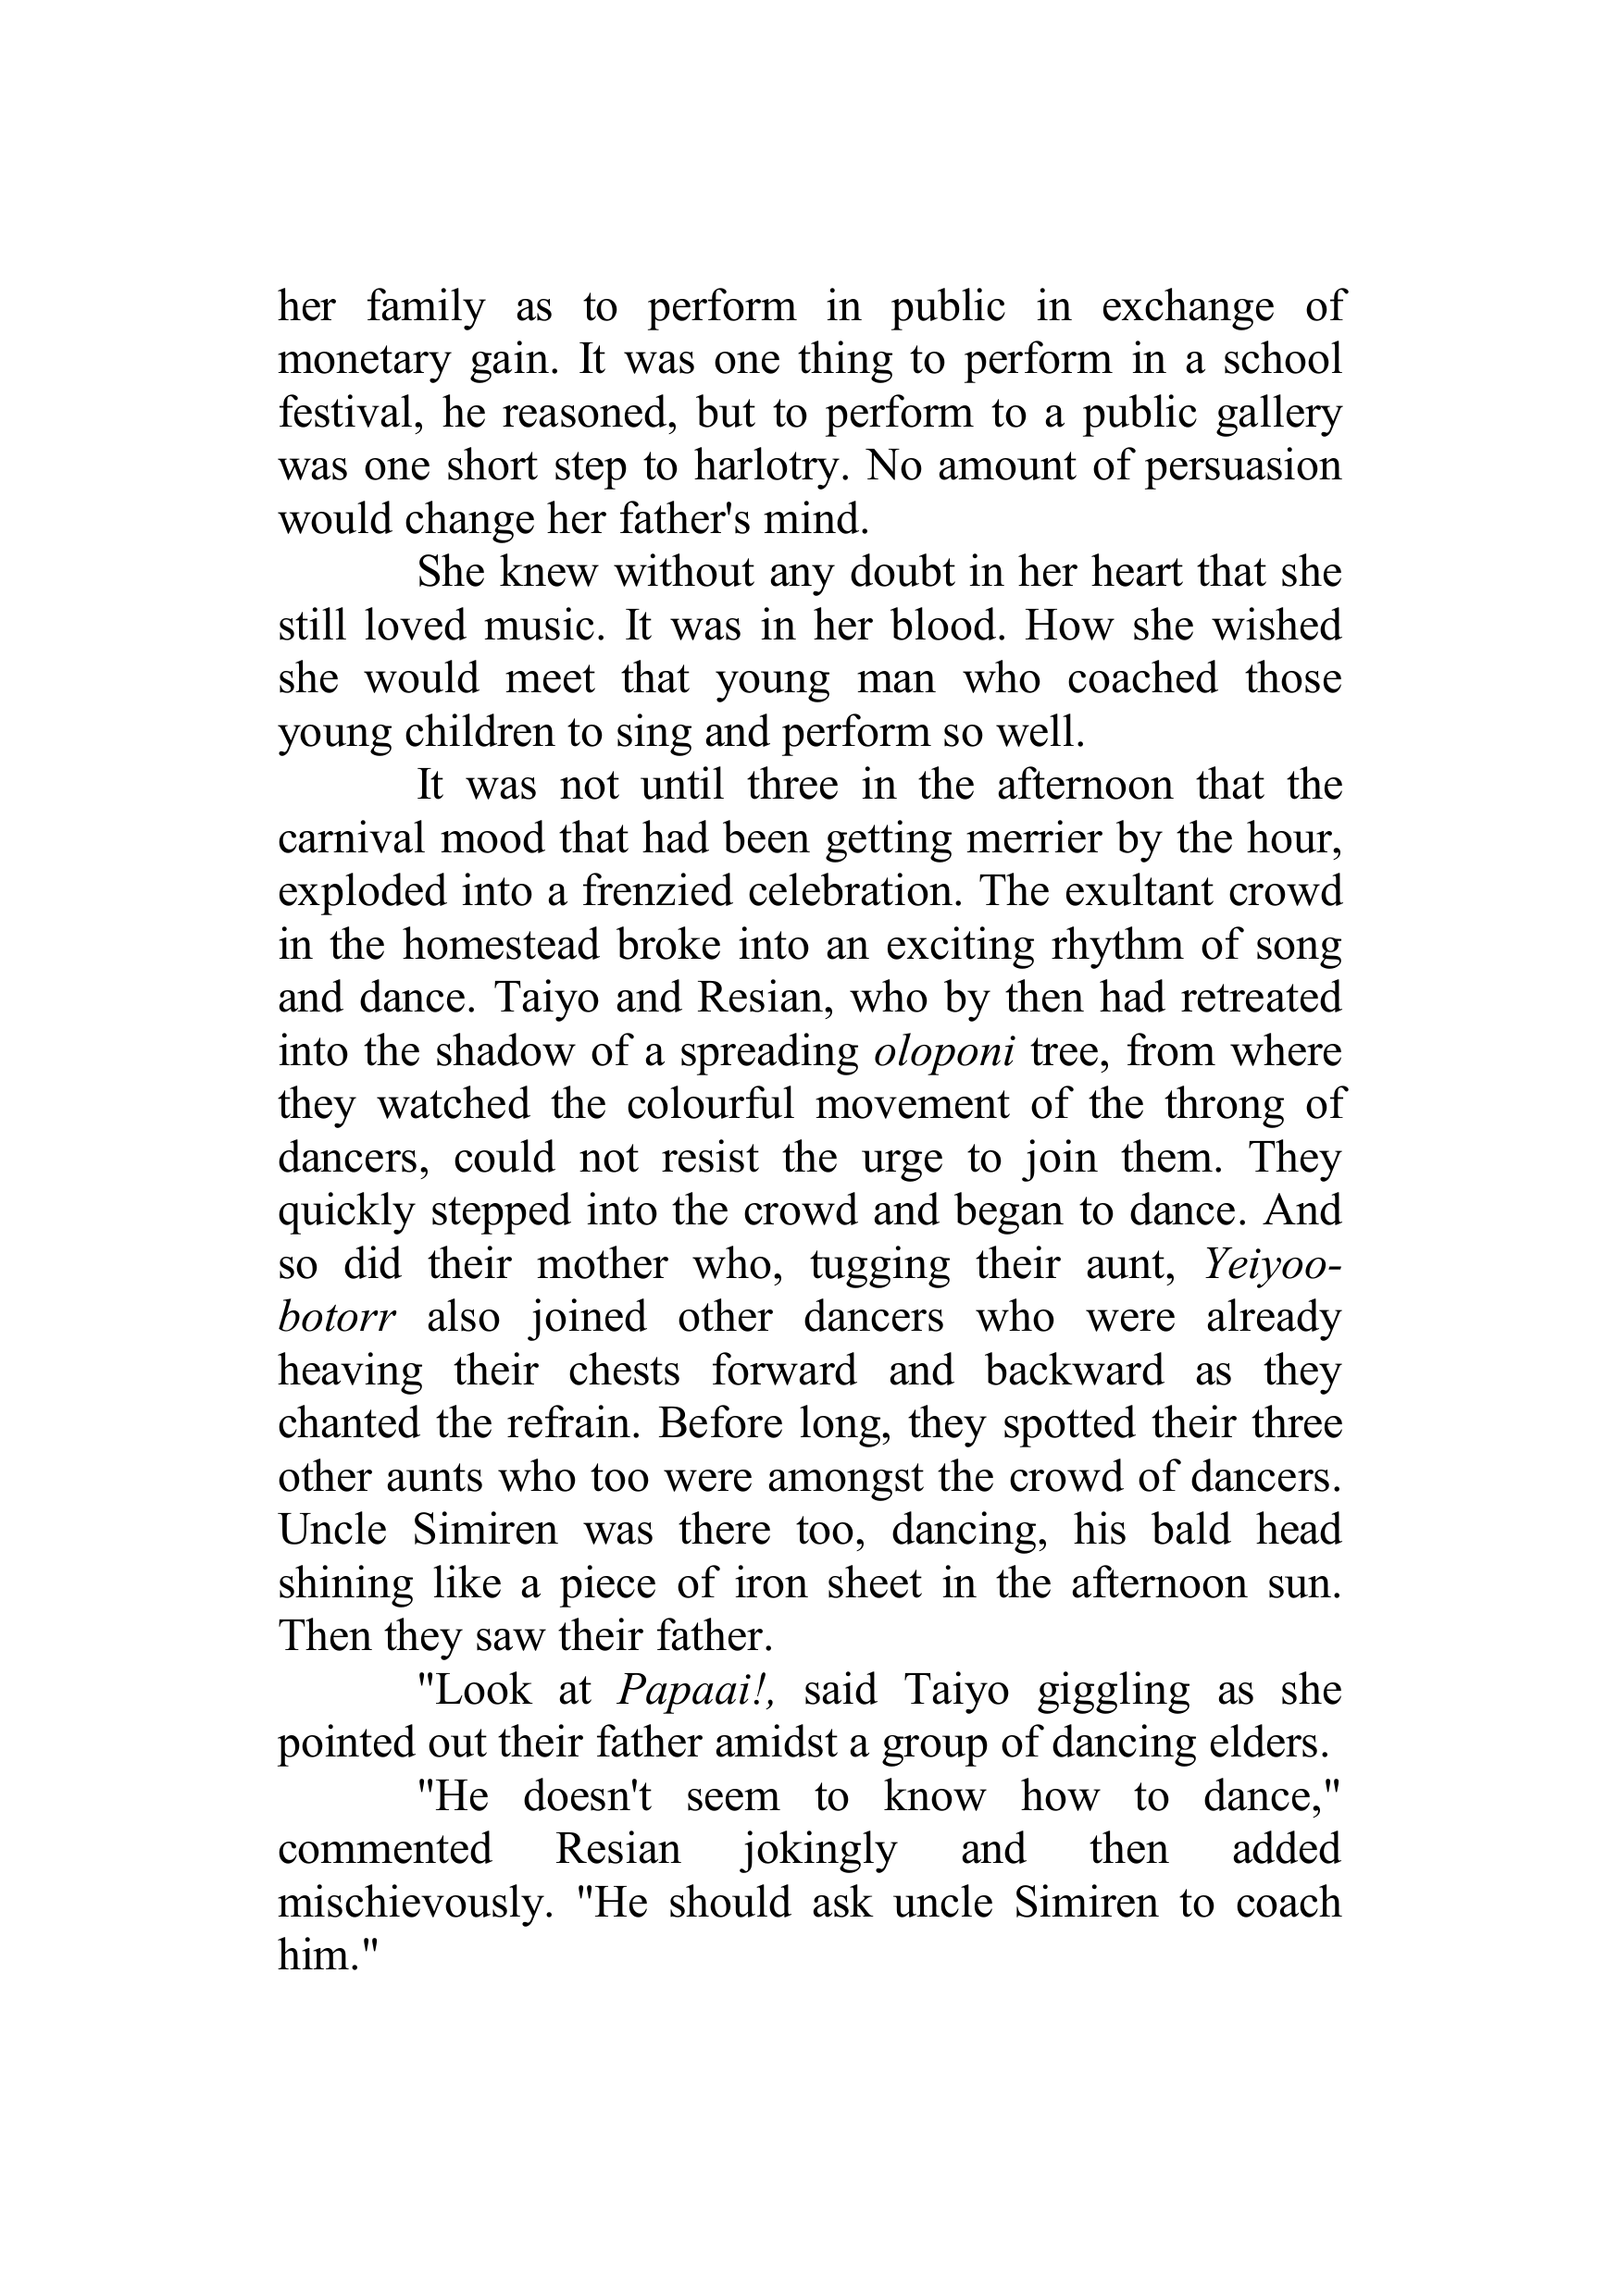 her family as to perform in public in exchange of
monetary gain. It was one thing to perform in a school
festival, he reasoned, but to perform to a public gallery
was one short step to harlotry. No amount of persuasion
would change her father's mind.
She knew without any doubt in her heart that she
still loved music. It was in her blood. How she wished
she would meet that young man who coached those
young children to sing and perform so well.
It was not until three in the afternoon that the
carnival mood that had been getting merrier by the hour,
exploded into a frenzied celebration. The exultant crowd
in the homestead broke into an exciting rhythm of song
and dance. Taiyo and Resian, who by then had retreated
into the shadow of a spreading oloponi tree, from where
they watched the colourful movement of the throng of
dancers, could not resist the urge to join them. They
quickly stepped into the crowd and began to dance. And
so did their mother who, tugging their aunt, Yeiyoo-
botorr also joined other dancers who were already
heaving their chests forward and backward as they
chanted the refrain. Before long, they spotted their three
other aunts who too were amongst the crowd of dancers.
Uncle Simiren was there too, dancing, his bald head
shining like a piece of iron sheet in the afternoon sun.
Then they saw their father.
"Look at Papaai!, said Taiyo giggling as she
pointed out their father amidst a group of dancing elders.
"He doesn't seem to know how to dance,"
commented Resian jokingly and then added
mischievously. "He should ask uncle Simiren to coach
him."